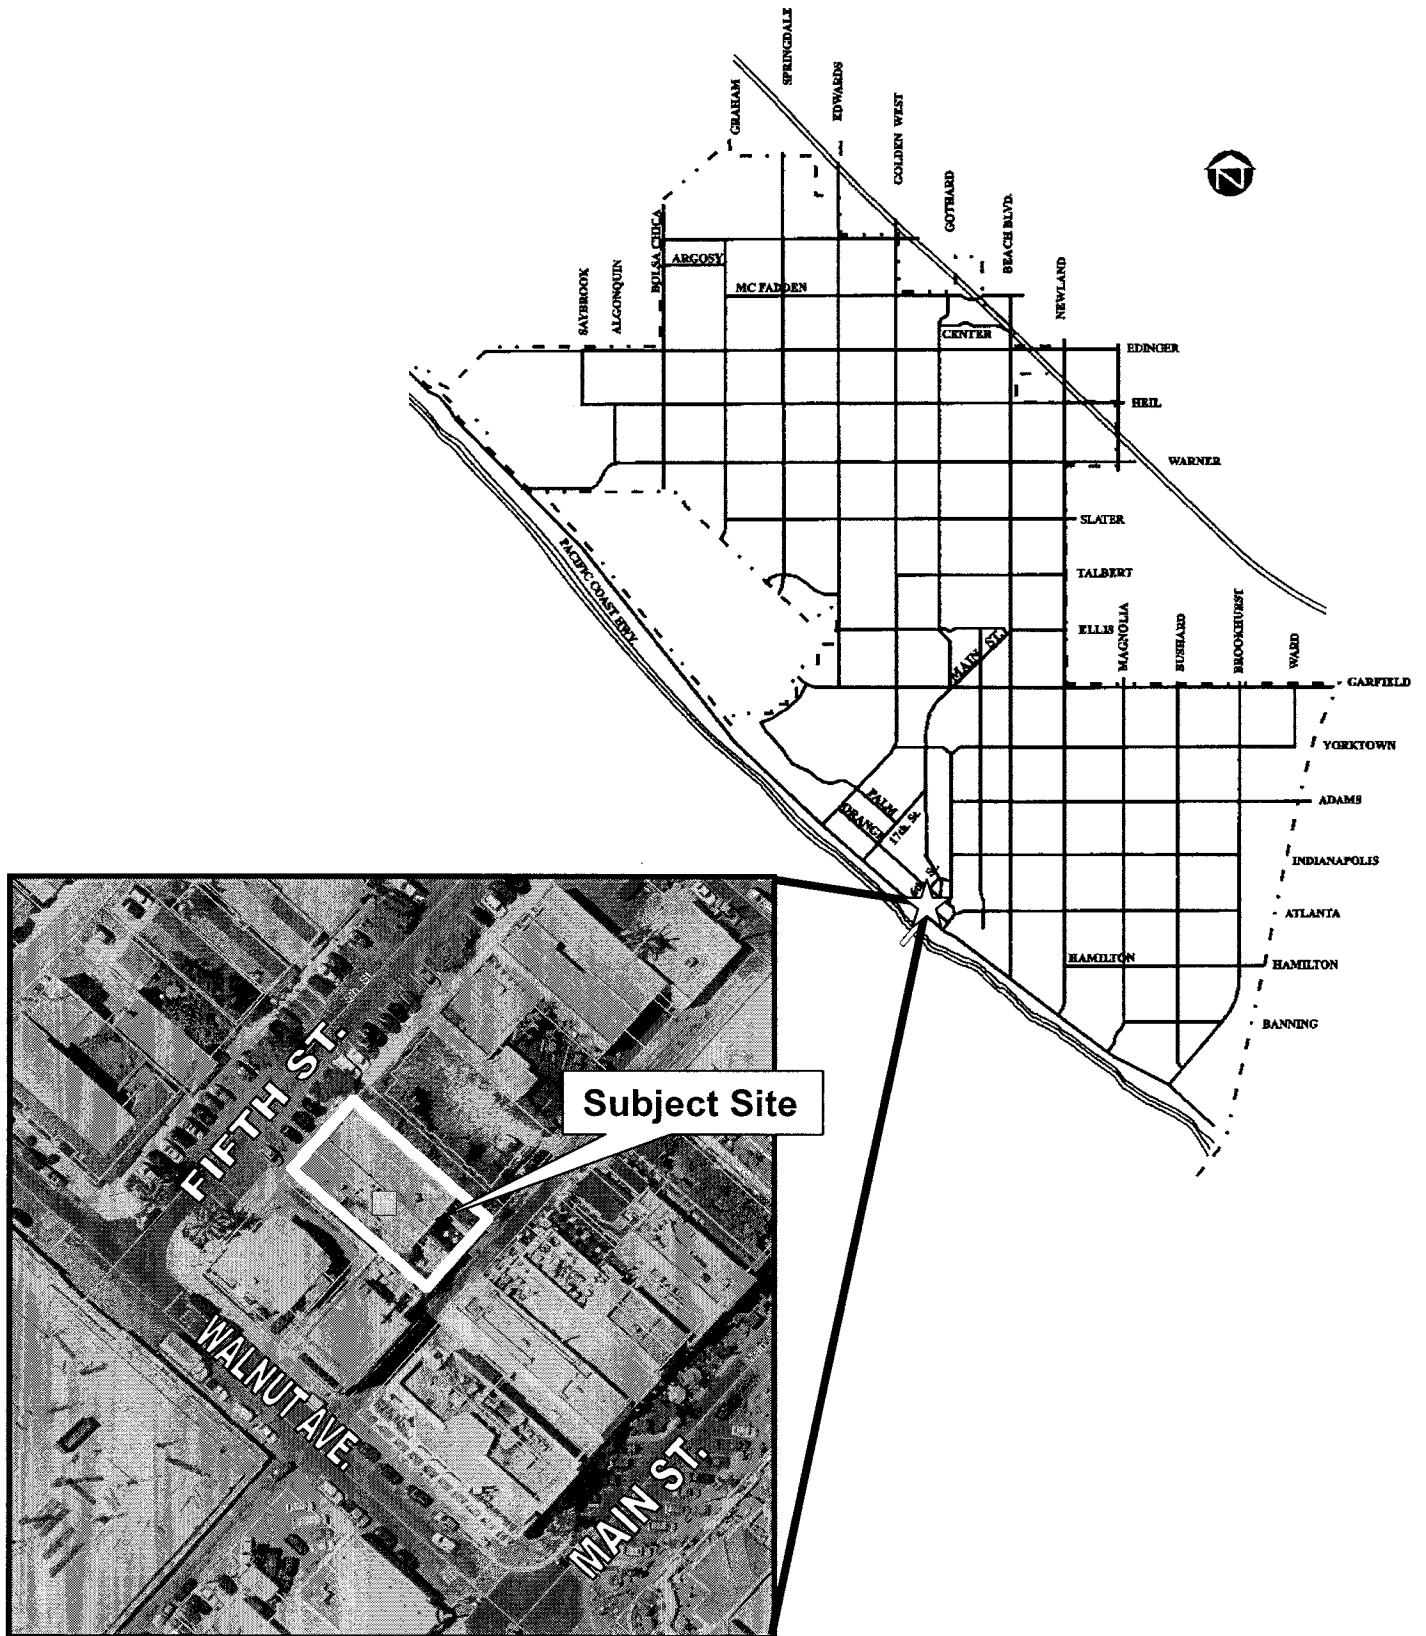 SPRINGDALE
GRAHAM
EDWARDS
GOLDEN WEST
GOTHARD
BEACH BLVD.
NEWLAND
N
BOLSA CHICA
ARGOSY
SAYBROOK
ALGONQUIN
MC FADDEN
CENTER
EDINGER
HEIL
WARNER
SLATER
TALBERT
PACIFIC COAST HWY.
ELLIS
MAIN ST.
MAGNOLIA
BUSHARD
BROOKHURST
WARD
GARFIELD
YORKTOWN
PALM
ORANGE
17th. St.
ADAMS
INDIANAPOLIS
ATLANTA
HAMILTON
HAMILTON
BANNING
FIFTH ST.
Subject Site
WALNUT AVE.
MAIN ST.